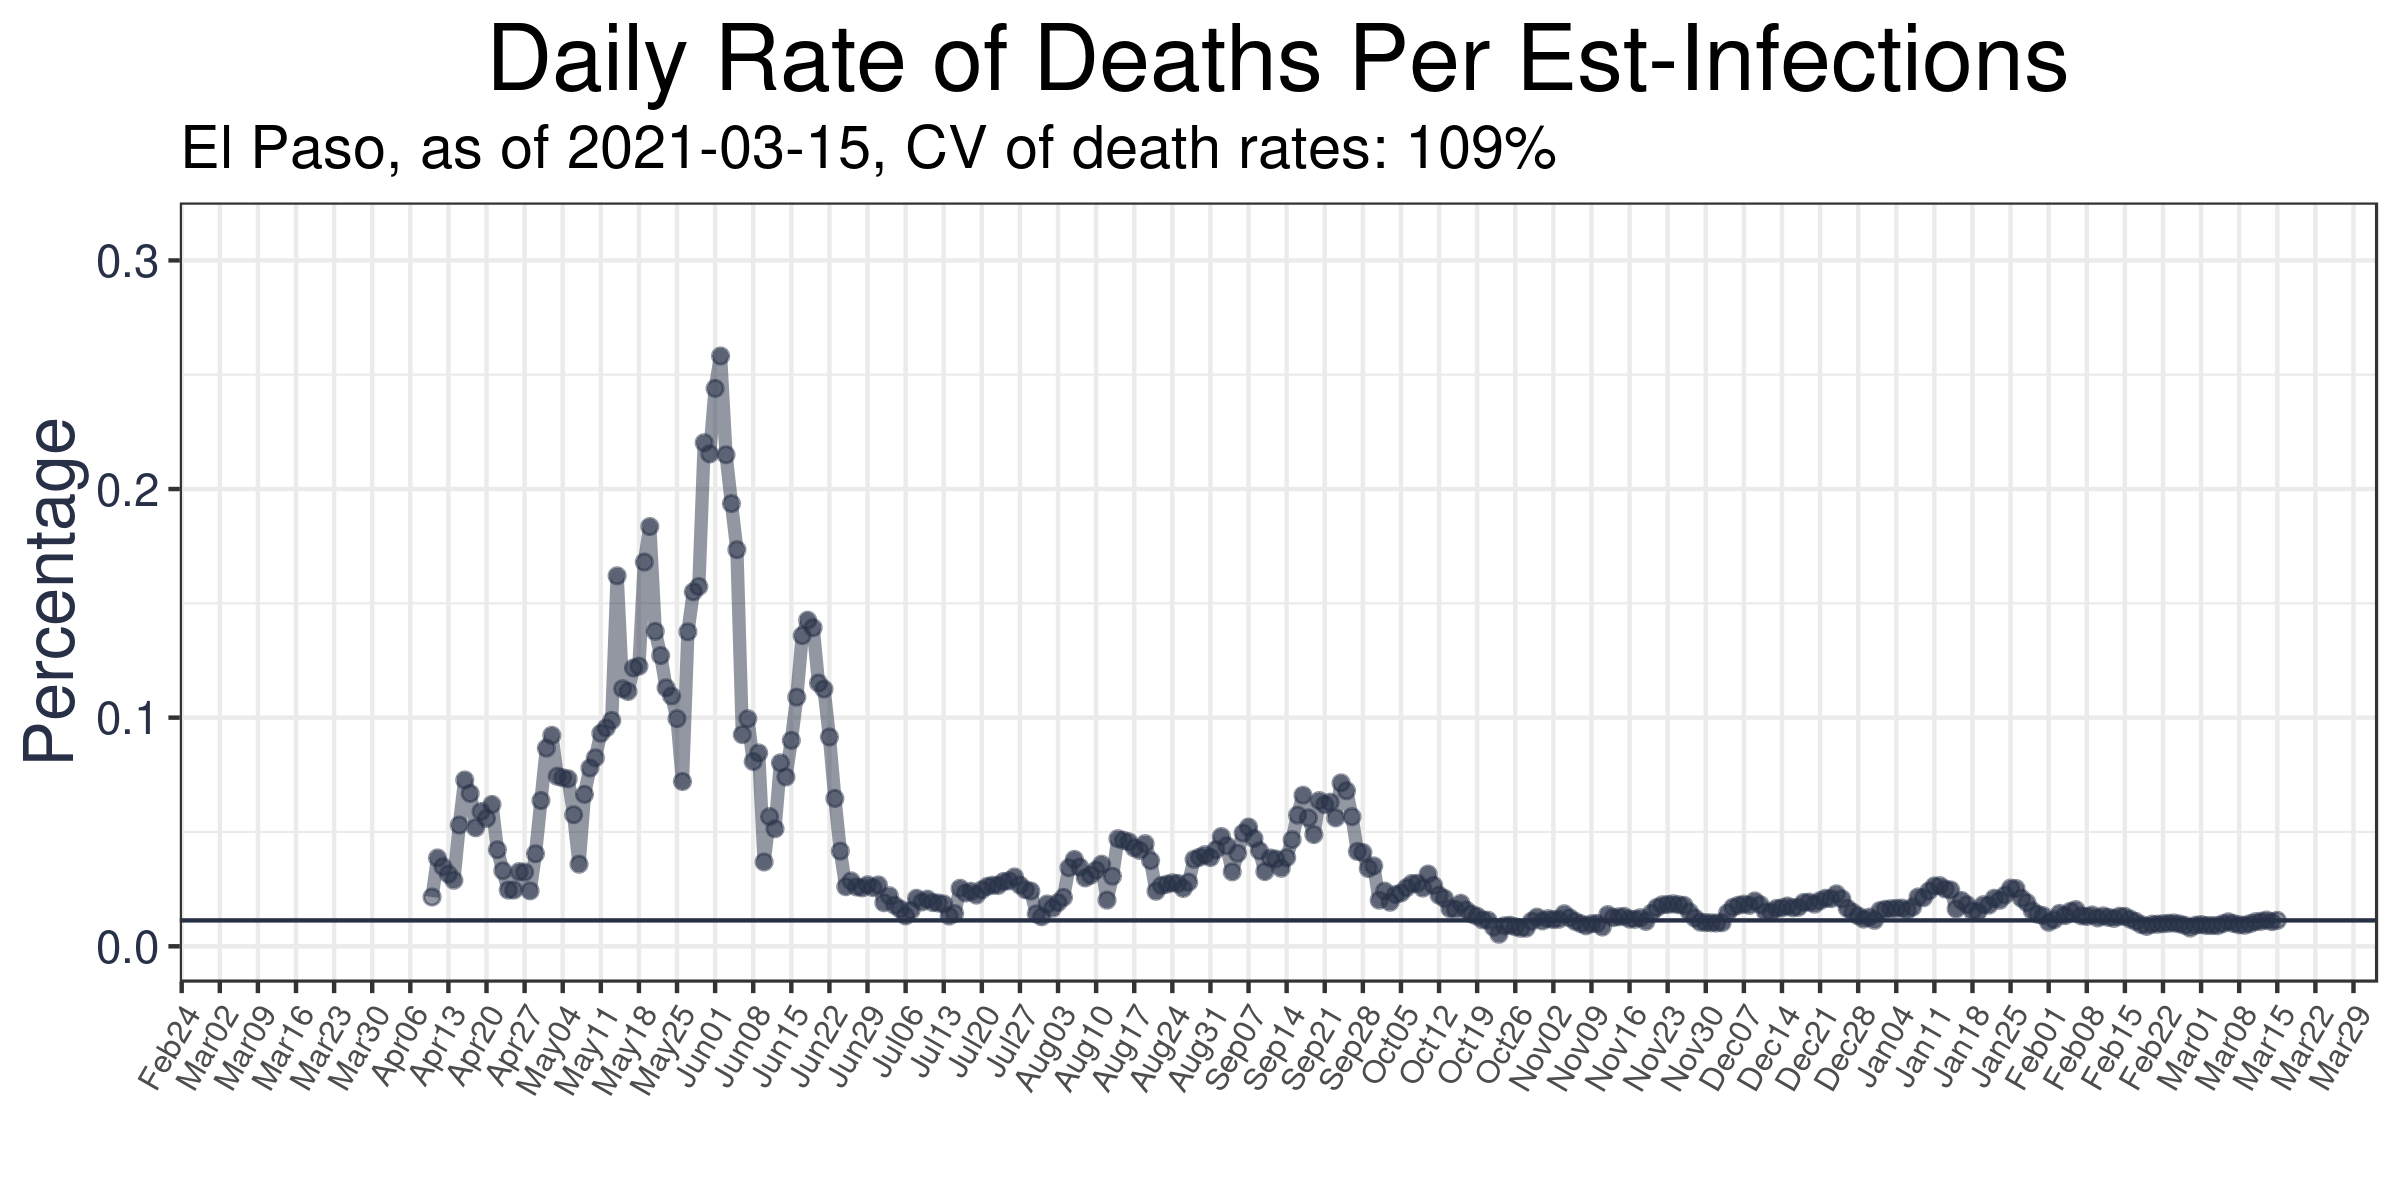 Daily Rate of Deaths Per Est-Infections
El Paso, as of 2021-03-15, CV of death rates: 109%
Percentage
0.3
0.2
0.1
0.0
Feb24
Mar02
Mar09
Mar16
Mar23
Mar30
Apr06
Apr13
Apr20
Apr27
May04
May11
May18
May25
Jun01
Jun08
Jun15
Jun22
Jun29
Jul06
Jul13
Jul20
Jul27
Aug03
Aug10
Aug17
Aug24
Aug31
Sep07
Sep14
Sep21
Sep28
Oct05
Oct12
Oct19
Oct26
Nov02
Nov09
Nov16
Nov23
Nov30
Dec07
Dec14
Dec21
Dec28
Jan04
Jan11
Jan18
Jan25
Feb01
Feb08
Feb15
Feb22
Mar01
Mar08
Mar15
Mar22
Mar29